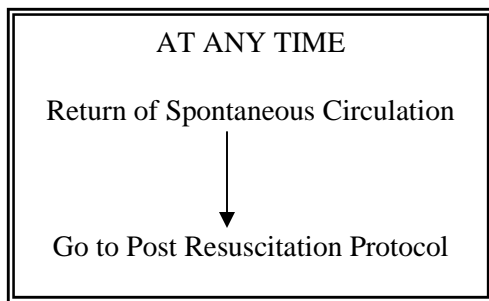 AT ANY TIME
Return of Spontaneous Circulation
Go to Post Resuscitation Protocol